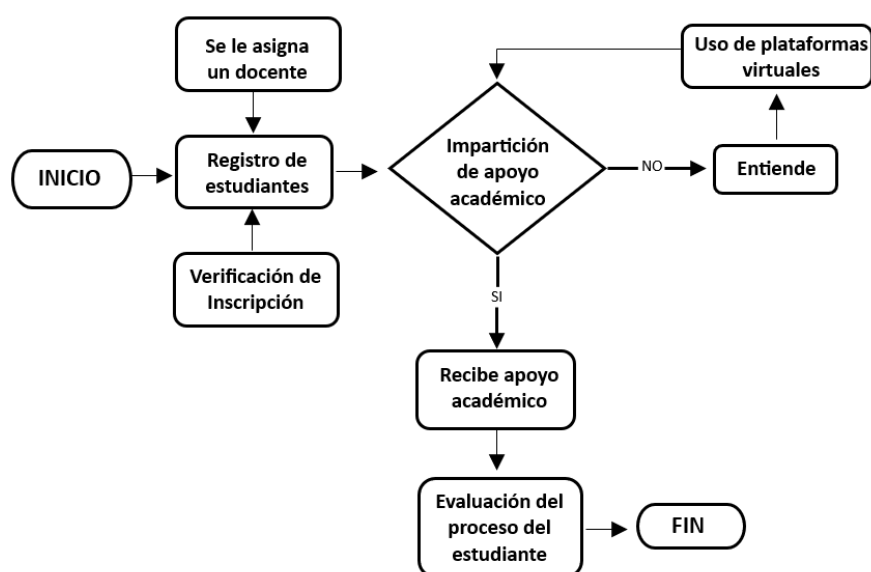 Se le asigna
un docente
Uso de plataformas
virtuales
INICIO
Registro de
estudiantes
Impartición
de apoyo
académico
NO
Entiende
Verificación de
Inscripción
SI
Recibe apoyo
académico
Evaluación del
proceso del
estudiante
FIN